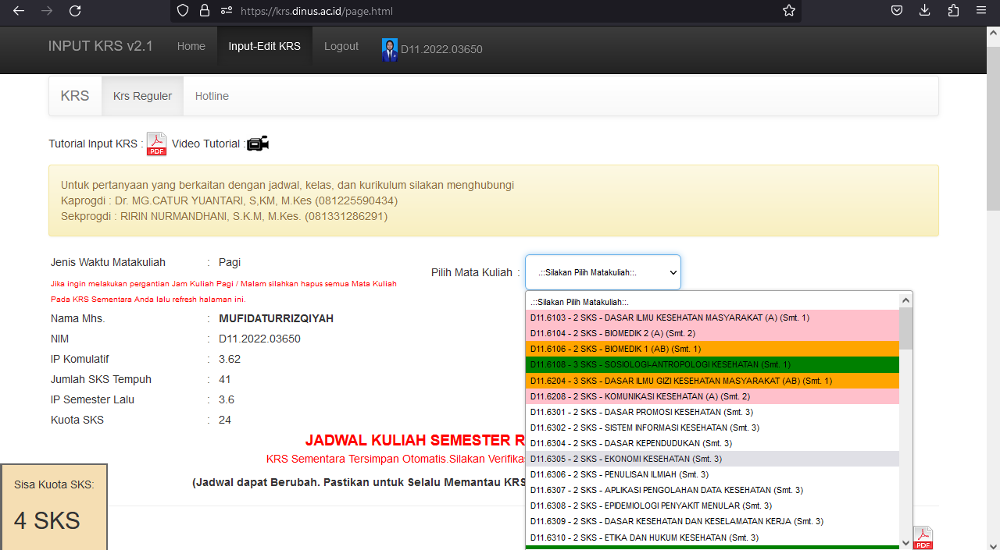 https://krs.dinus.ac.id/page.html
INPUT KRS v2.1 Home Input-Edit KRS Logout D11.2022.03650
KRS Krs Reguler Hotline
Tutorial Input KRS : PDF Video Tutorial :
Untuk pertanyaan yang berkaitan dengan jadwal, kelas, dan kurikulum silakan menghubungi
Kaprogdi : Dr. MG.CATUR YUANTARI, S,KM, M.Kes (081225590434)
Sekprogdi : RIRIN NURMANDHANI, S.K.M, M.Kes. (081331286291)
Jenis Waktu Matakuliah : Pagi
Jika ingin melakukan pergantian Jam Kuliah Pagi / Malam silahkan hapus semua Mata Kuliah
Pada KRS Sementara Anda lalu refresh halaman ini.
Nama Mhs. : MUFIDATURRIZQIYAH
NIM : D11.2022.03650
IP Komulatif : 3.62
Jumlah SKS Tempuh : 41
IP Semester Lalu : 3.6
Kuota SKS : 24
Pilih Mata Kuliah : .::Silakan Pilih Matakuliah::.
.::Silakan Pilih Matakuliah::.
D11.6103 - 2 SKS - DASAR ILMU KESEHATAN MASYARAKAT (A) (Smt. 1)
D11.6104 - 2 SKS - BIOMEDIK 2 (A) (Smt. 2)
D11.6106 - 2 SKS - BIOMEDIK 1 (AB) (Smt. 1)
D11.6108 - 3 SKS - SOSIOLOGI-ANTROPOLOGI KESEHATAN (Smt. 1)
D11.6204 - 3 SKS - DASAR ILMU GIZI KESEHATAN MASYARAKAT (AB) (Smt. 1)
D11.6208 - 2 SKS - KOMUNIKASI KESEHATAN (A) (Smt. 2)
D11.6301 - 2 SKS - DASAR PROMOSI KESEHATAN (Smt. 3)
D11.6302 - 2 SKS - SISTEM INFORMASI KESEHATAN (Smt. 3)
D11.6304 - 2 SKS - DASAR KEPENDUDUKAN (Smt. 3)
D11.6305 - 2 SKS - EKONOMI KESEHATAN (Smt. 3)
D11.6306 - 2 SKS - PENULISAN ILMIAH (Smt. 3)
D11.6307 - 2 SKS - APLIKASI PENGOLAHAN DATA KESEHATAN (Smt. 3)
D11.6308 - 2 SKS - EPIDEMIOLOGI PENYAKIT MENULAR (Smt. 3)
D11.6309 - 2 SKS - DASAR KESEHATAN DAN KESELAMATAN KERJA (Smt. 3)
D11.6310 - 2 SKS - ETIKA DAN HUKUM KESEHATAN (Smt. 3)
JADWAL KULIAH SEMESTER R
KRS Sementara Tersimpan Otomatis.Silakan Verifika
(Jadwal dapat Berubah. Pastikan untuk Selalu Memantau KRS
Sisa Kuota SKS:
4 SKS
PDF